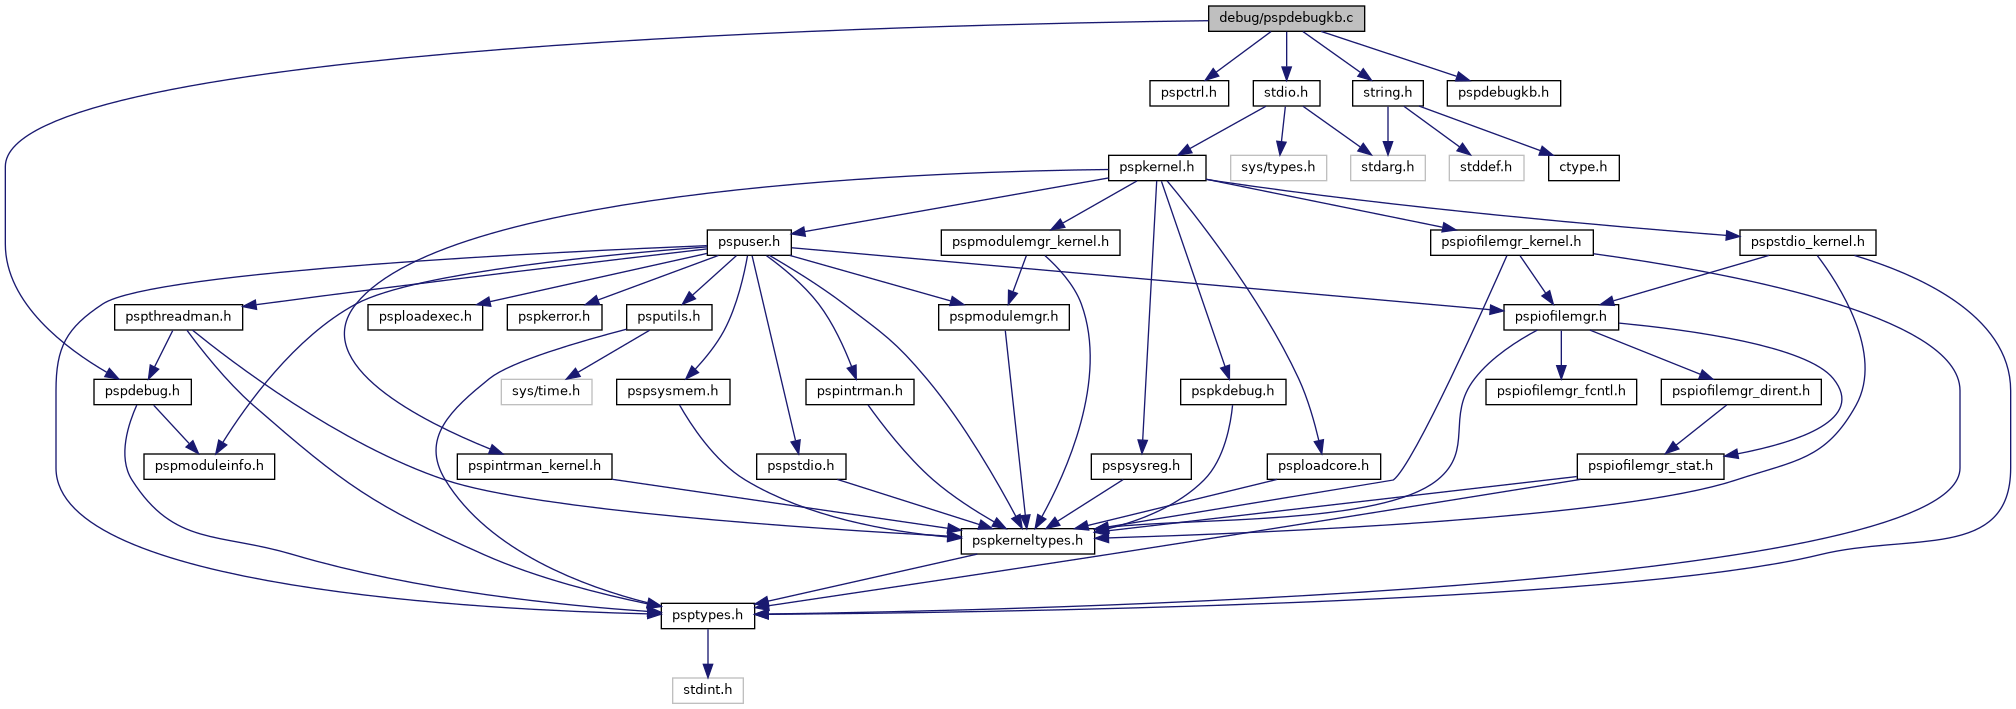 debug/pspdebugkb.c
pspctrl.h
stdio.h
string.h
pspdebugkb.h
pspkernel.h
sys/types.h
stdarg.h
stddef.h
ctype.h
pspuser.h
pspmodulemgr_kernel.h
pspiofilemgr_kernel.h
pspstdio_kernel.h
pspthreadman.h
psploadexec.h
pspkerror.h
psputils.h
pspmodulemgr.h
pspiofilemgr.h
pspdebug.h
sys/time.h
pspsysmem.h
pspintrman.h
pspkdebug.h
pspiofilemgr_fcntl.h
pspiofilemgr_dirent.h
pspmoduleinfo.h
pspintrman_kernel.h
pspstdio.h
pspsysreg.h
psploadcore.h
pspiofilemgr_stat.h
pspkerneltypes.h
psptypes.h
stdint.h